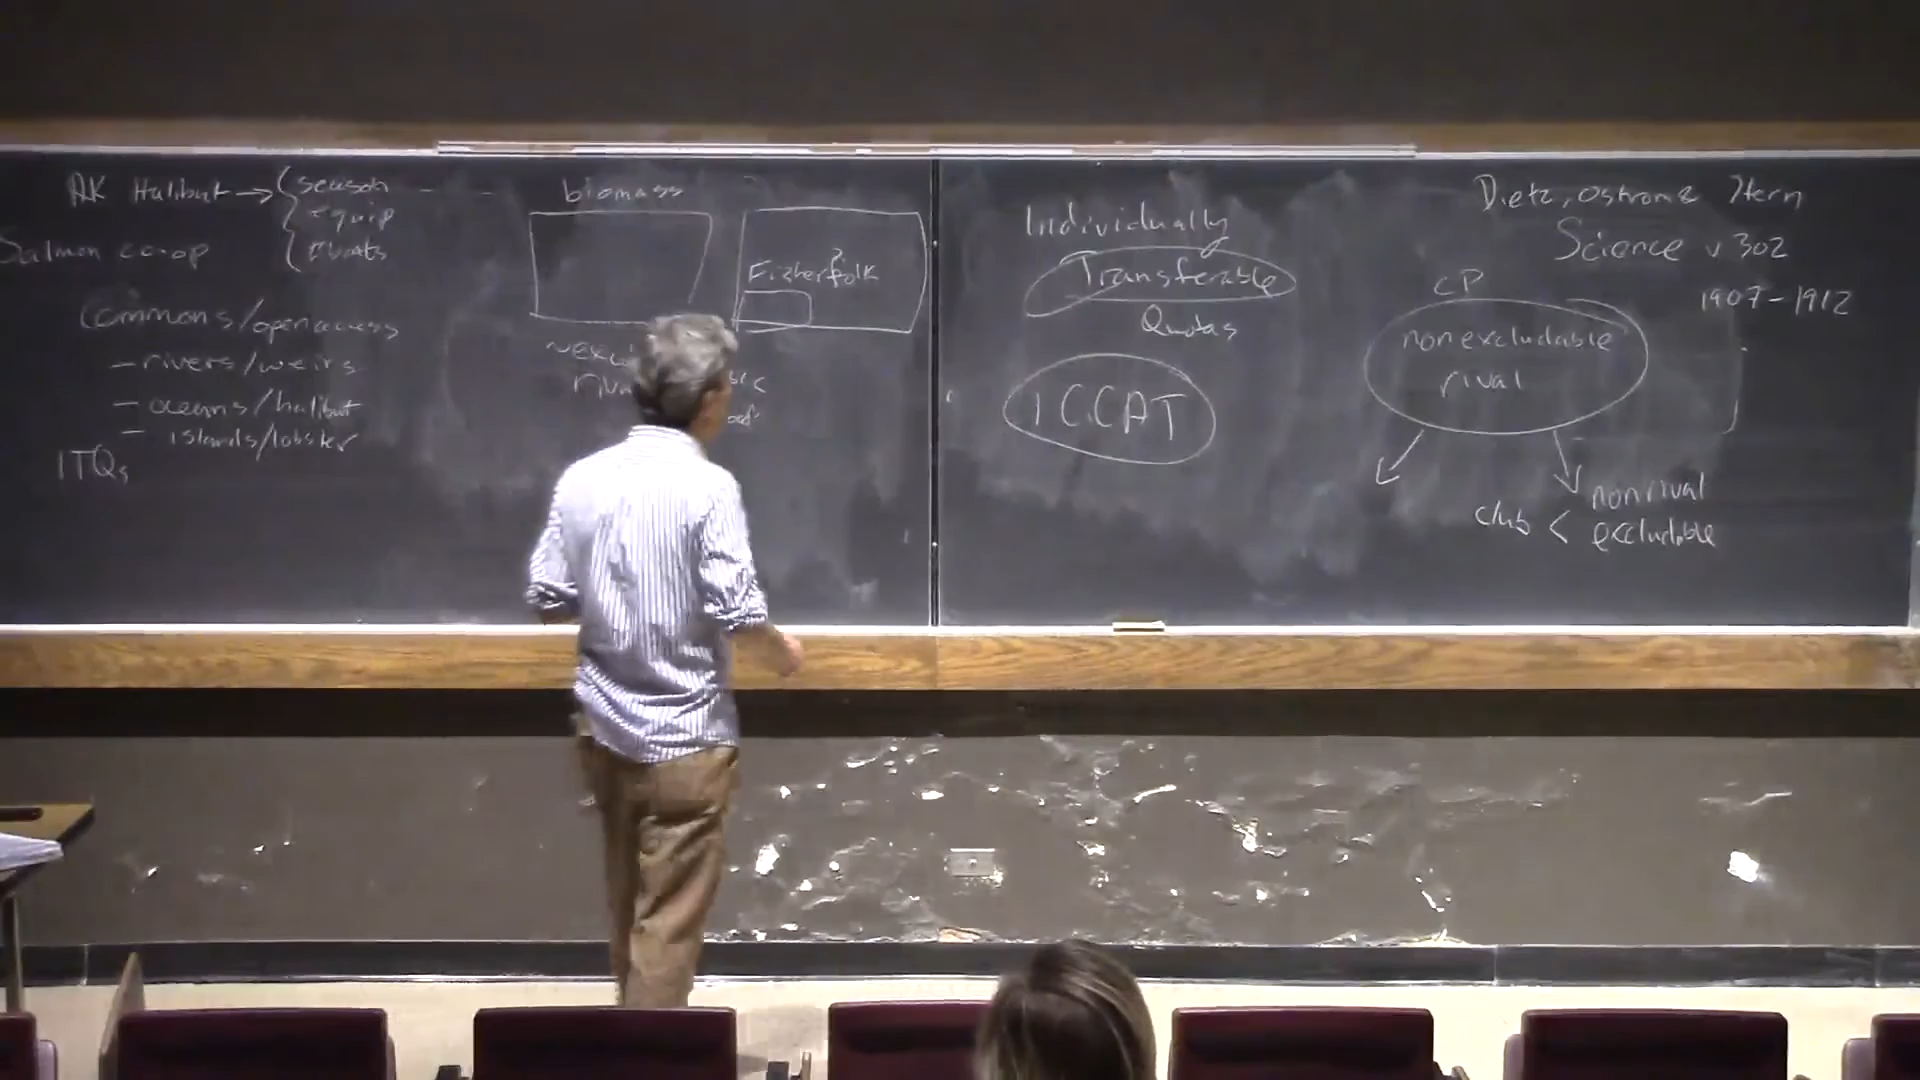 AK Halibut → { season
equip
# boats
Salmon co-op
Commons/open access
- rivers/weirs
- oceans/halibut
- islands/lobster
ITQs
biomass
Fisherfolk
?
Individually
Transferable
Quotas
ICCAT
Dietz, Ostrom & Stern
Science v 302
1907-1912
CP
nonexcludable
rival
club < nonrival
excludable